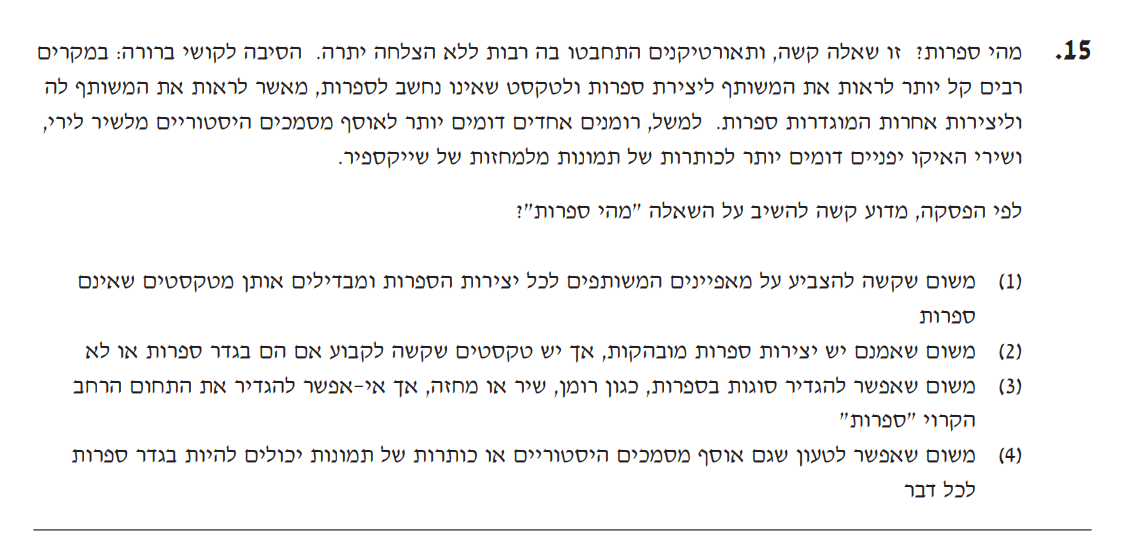 15. מהי ספרות? זו שאלה קשה, ותאורטיקנים התחבטו בה רבות ללא הצלחה יתרה. הסיבה לקושי ברורה: במקרים
רבים קל יותר לראות את המשותף ליצירת ספרות ולטקסט שאינו נחשב לספרות, מאשר לראות את המשותף לה
וליצירות אחרות המוגדרות ספרות. למשל, רומנים אחדים דומים יותר לאוסף מסמכים היסטוריים מלשיר לירי,
ושירי האיקו יפניים דומים יותר לכותרות של תמונות מלמחזות של שייקספיר.
לפי הפסקה, מדוע קשה להשיב על השאלה "מהי ספרות"?
(1) משום שקשה להצביע על מאפיינים המשותפים לכל יצירות הספרות ומבדילים אותן מטקסטים שאינם
ספרות
(2) משום שאמנם יש יצירות ספרות מובהקות, אך יש טקסטים שקשה לקבוע אם הם בגדר ספרות או לא
(3) משום שאפשר להגדיר סוגות בספרות, כגון רומן, שיר או מחזה, אך אי-אפשר להגדיר את התחום הרחב
הקרוי "ספרות"
(4) משום שאפשר לטעון שגם אוסף מסמכים היסטוריים או כותרות של תמונות יכולים להיות בגדר ספרות
לכל דבר